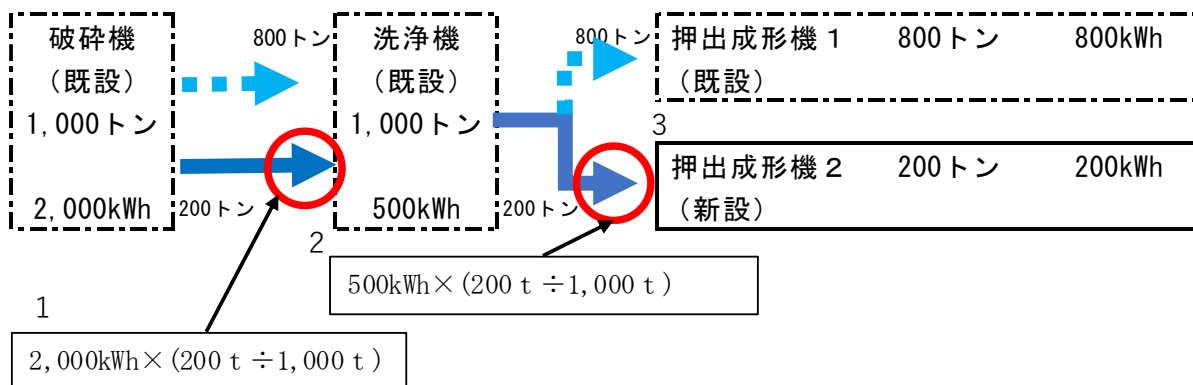 破砕機
（既設）
1,000トン
2,000kWh
800トン
200トン
洗浄機
（既設）
1,000トン
500kWh
800トン
200トン
押出成形機１ 800トン 800kWh
（既設）
3
押出成形機２ 200トン 200kWh
（新設）
2
500kWh×(200ｔ÷1,000ｔ)
1
2,000kWh×(200ｔ÷1,000ｔ)